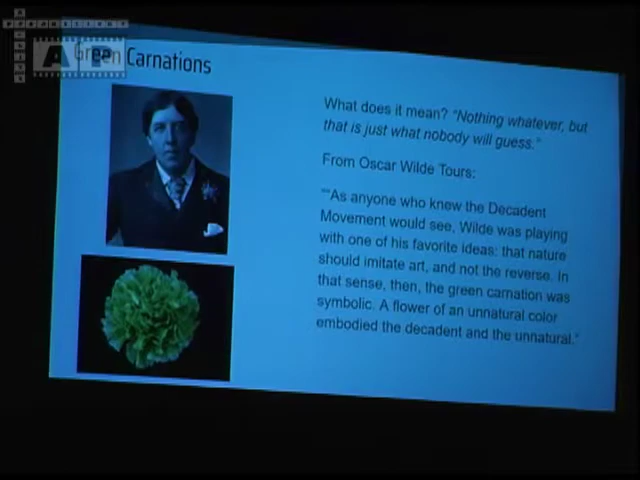 Green Carnations
What does it mean? "Nothing whatever, but
that is just what nobody will guess."
From Oscar Wilde Tours:
""As anyone who knew the Decadent
Movement would see, Wilde was playing
with one of his favorite ideas: that nature
should imitate art, and not the reverse. In
that sense, then, the green carnation was
symbolic. A flower of an unnatural color
embodied the decadent and the unnatural."